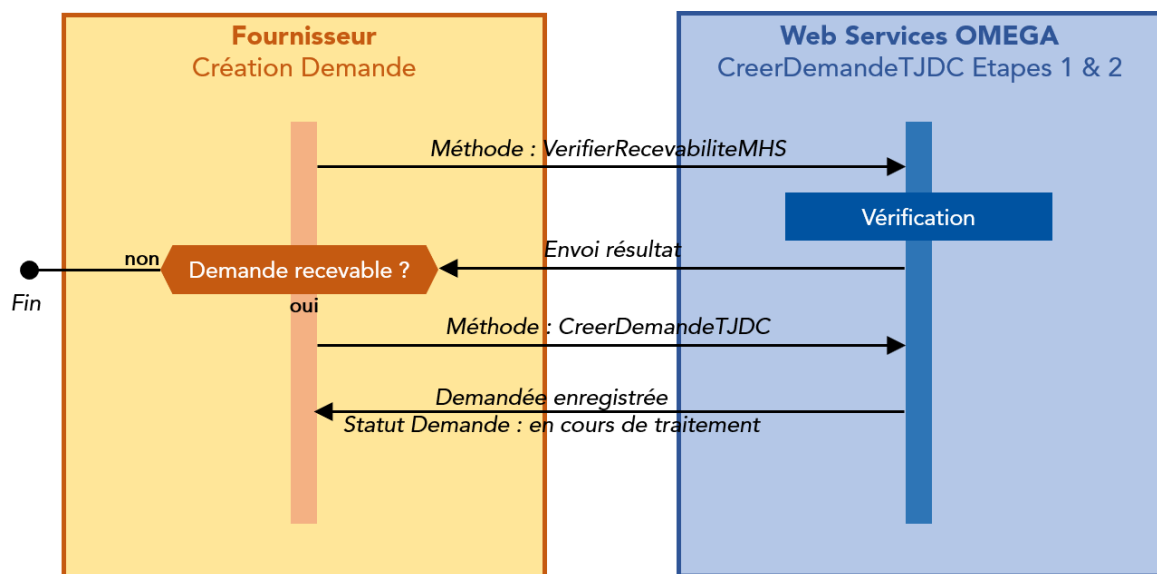 Fournisseur
Création Demande
Web Services OMEGA
CreerDemandeTJDC Etapes 1 & 2
Méthode : VerifierRecevabiliteMHS
Vérification
Envoi résultat
non
Demande recevable ?
Fin
oui
Méthode : CreerDemandeTJDC
Demandée enregistrée
Statut Demande : en cours de traitement